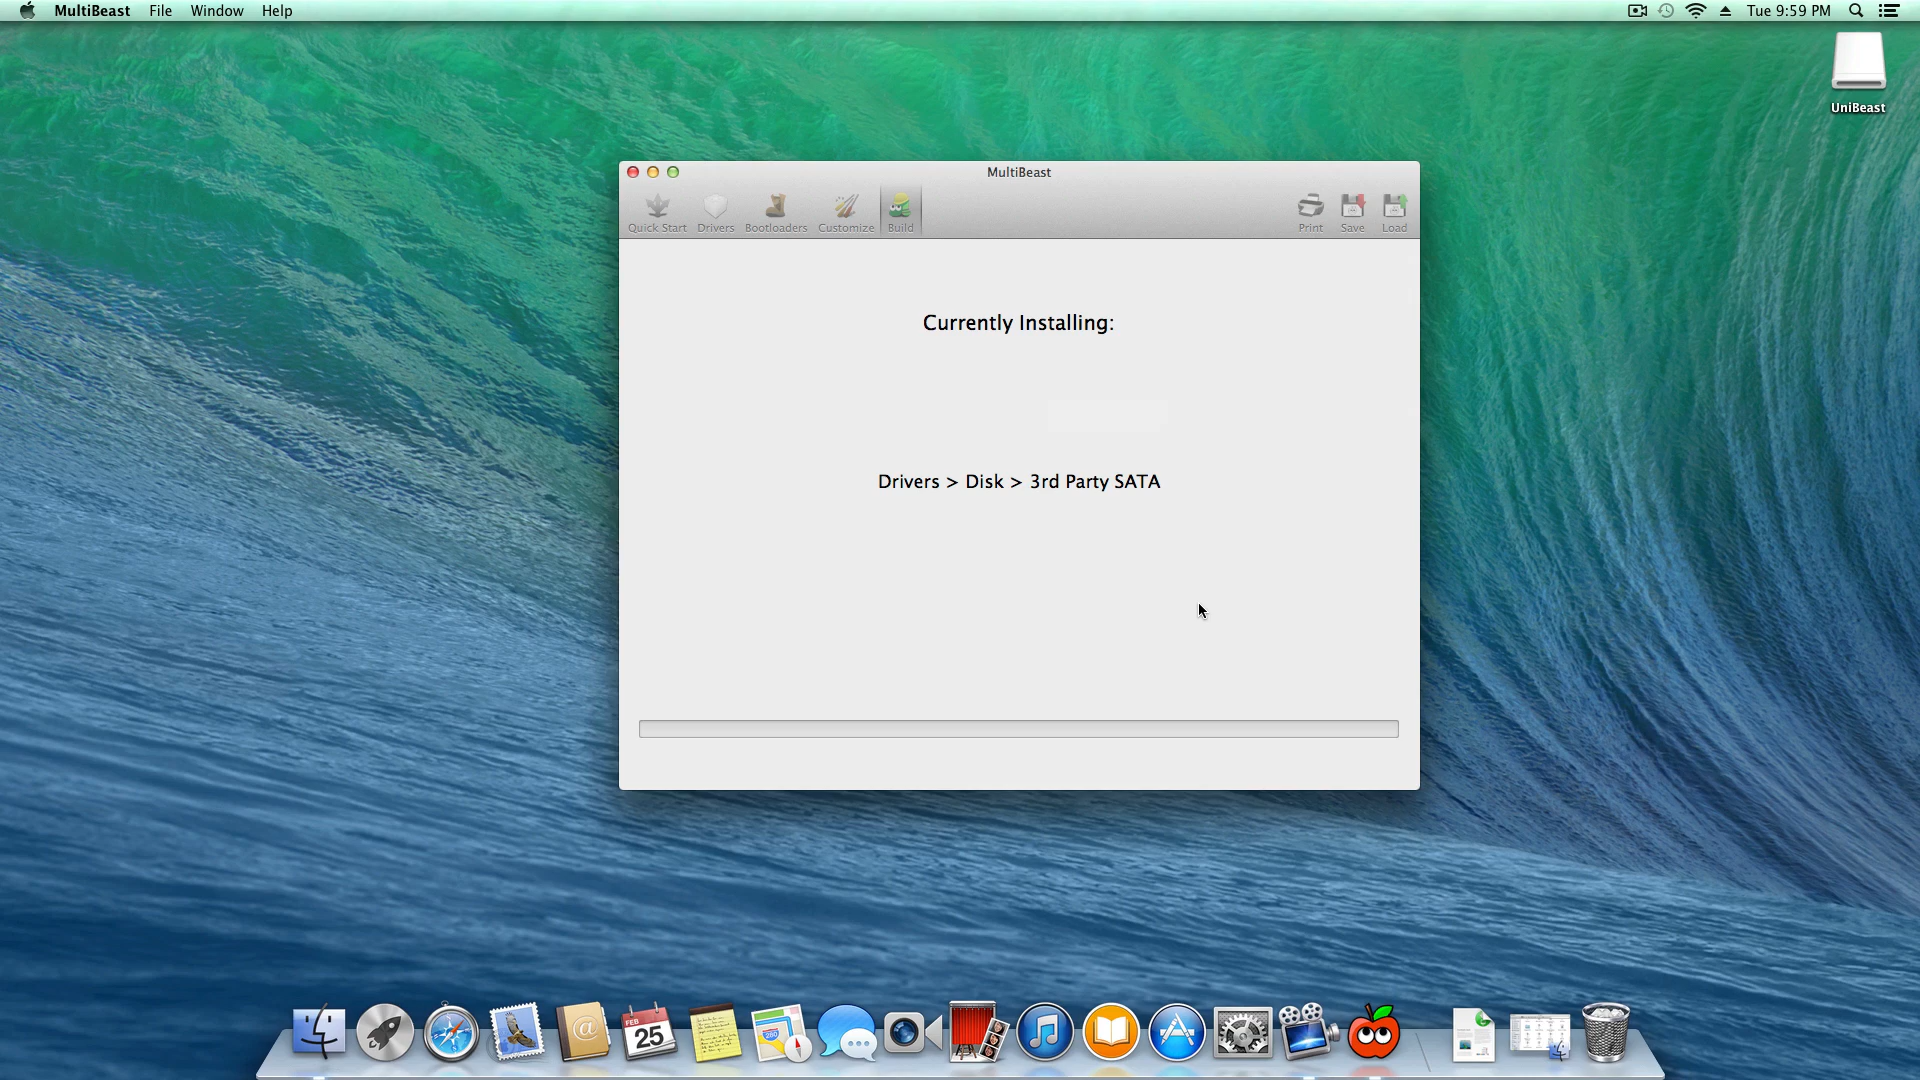 MultiBeast File Window Help
Tue 9:59 PM
UniBeast
MultiBeast
Quick Start Drivers Bootloaders Customize Build Print Save Load
Currently Installing:
Drivers > Disk > 3rd Party SATA
FEB
25
280
@